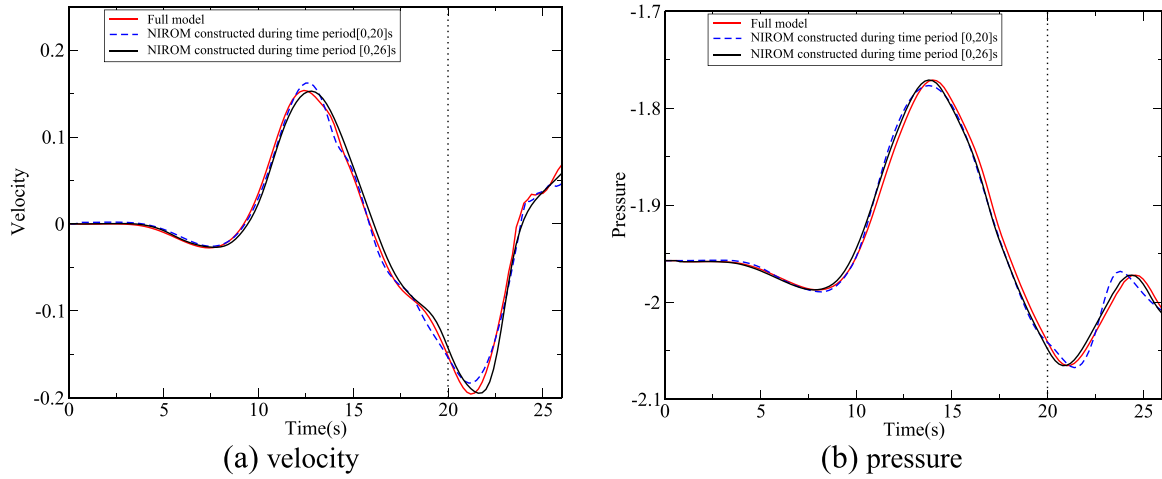 Full model
NIROM constructed during time period[0,20]s
NIROM constructed during time period [0,26]s
0.2
0.1
0
-0.1
-0.2
Velocity
0 5 10 15 20 25
Time(s)
(a) velocity
Full model
NIROM constructed during time period [0,20]s
NIROM constructed during time period [0,26]s
-1.7
-1.8
-1.9
-2
-2.1
Pressure
0 5 10 15 20 25
Time(s)
(b) pressure